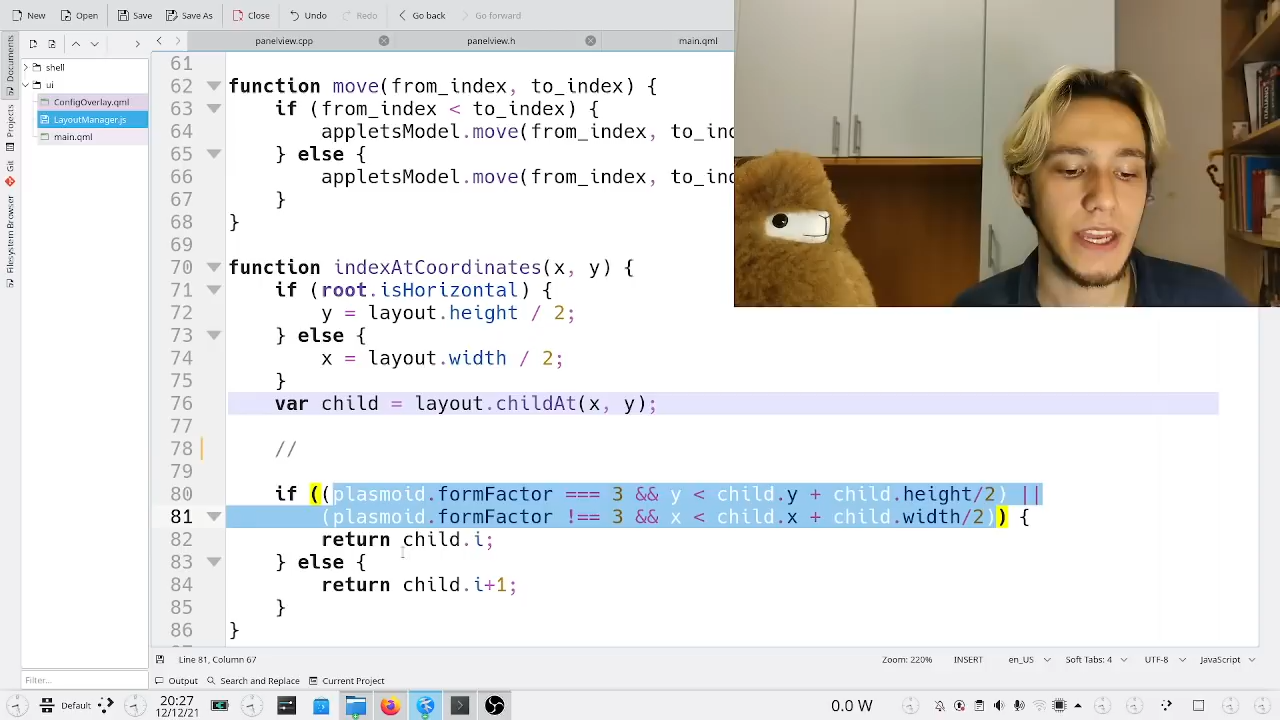 New Open Save Save As Close Undo Redo Go back Go forward
panelview.cpp panelview.h main.qml
Documents
Projects
Git
Filesystem Browser
shell
ui
ConfigOverlay.qml
LayoutManager.js
main.qml
Filter...
61
62 function move(from_index, to_index) {
63 if (from_index < to_index) {
64 appletsModel.move(from_index, to_ind
65 } else {
66 appletsModel.move(from_index, to_ind
67 }
68 }
69
70 function indexAtCoordinates(x, y) {
71 if (root.isHorizontal) {
72 y = layout.height / 2;
73 } else {
74 x = layout.width / 2;
75 }
76 var child = layout.childAt(x, y);
77
78 //
79
80 if ((plasmoid.formFactor === 3 && y < child.y + child.height/2) ||
81 (plasmoid.formFactor !== 3 && x < child.x + child.width/2)) {
82 return child.i;
83 } else {
84 return child.i+1;
85 }
86 }
Line 81, Column 67 Zoom: 220% INSERT en_US Soft Tabs: 4 UTF-8 JavaScript
Output Search and Replace Current Project
Default: 20:27 0.0 W
12/12/21